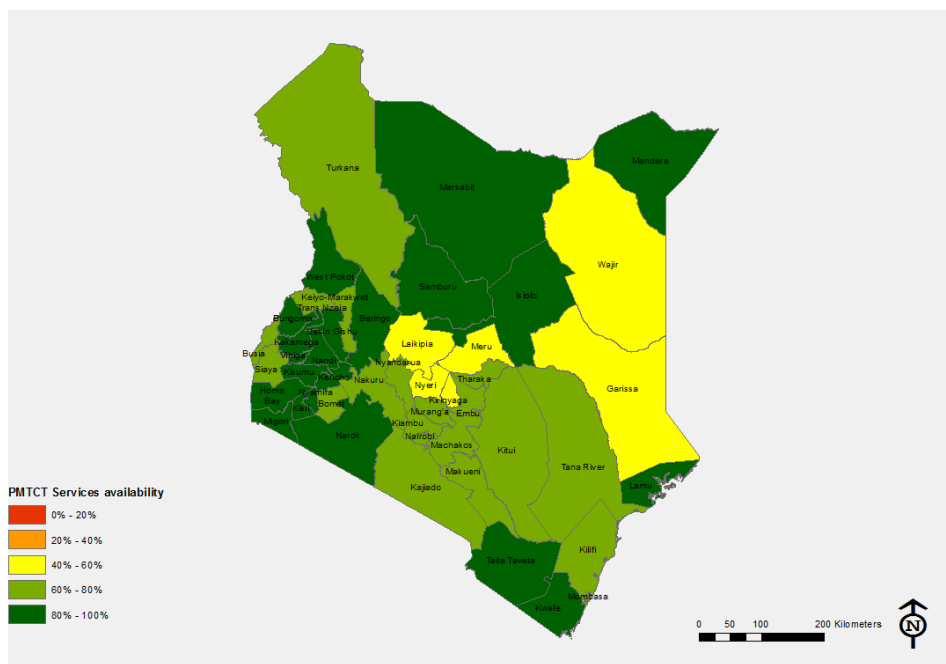 Mandera
Turkana
Marsabit
Wajir
West Pokot
Samburu
Isiolo
Keiyo-Marakwet
Trans Nzoia
Bungoma
Baringo
Uasin Gishu
Kakamega
Laikipia
Meru
Busia
Vihiga
Nandi
Nyandarua
Siaya
Kisumu
Kericho
Nakuru
Tharaka
Nyeri
Garissa
Homa
Bay
Nyamira
Kirinyaga
Kisii
Bomet
Murang'a
Embu
Migori
Kiambu
Narok
Nairobi
Machakos
Kitui
Makueni
Tana River
Kajiado
Lamu
Kilifi
Taita Taveta
Mombasa
Kwale
PMTCT Services availability
0% - 20%
20% - 40%
40% - 60%
60% - 80%
80% - 100%
0 50 100 200 Kilometers
N